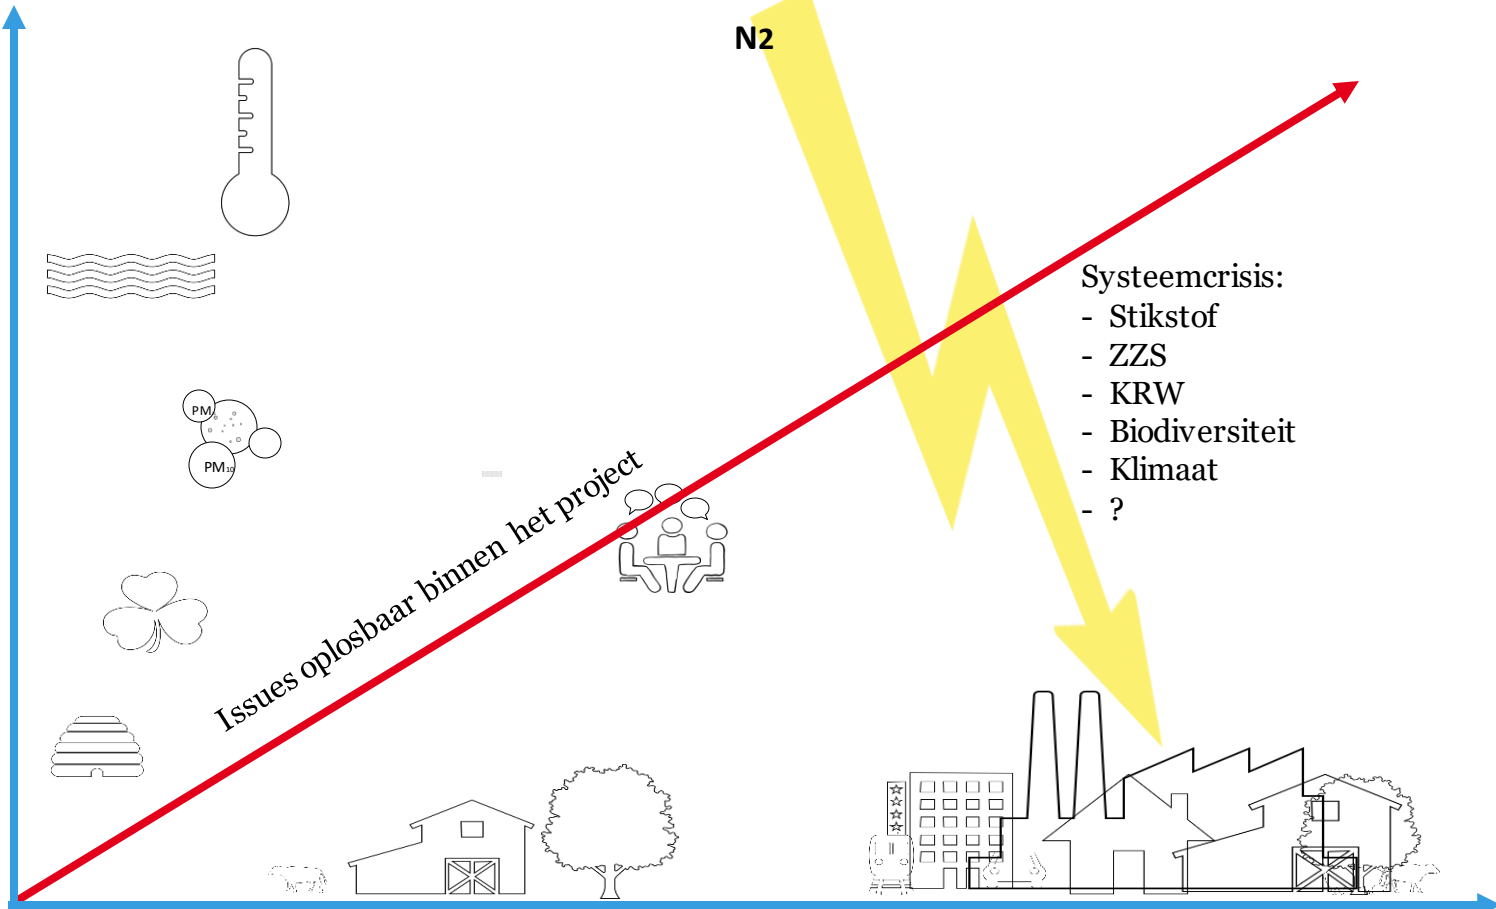 N2
Systeemcrisis:
- Stikstof
- ZZS
- KRW
- Biodiversiteit
- Klimaat
- ?
PM
PM10
Issues oplosbaar binnen het project